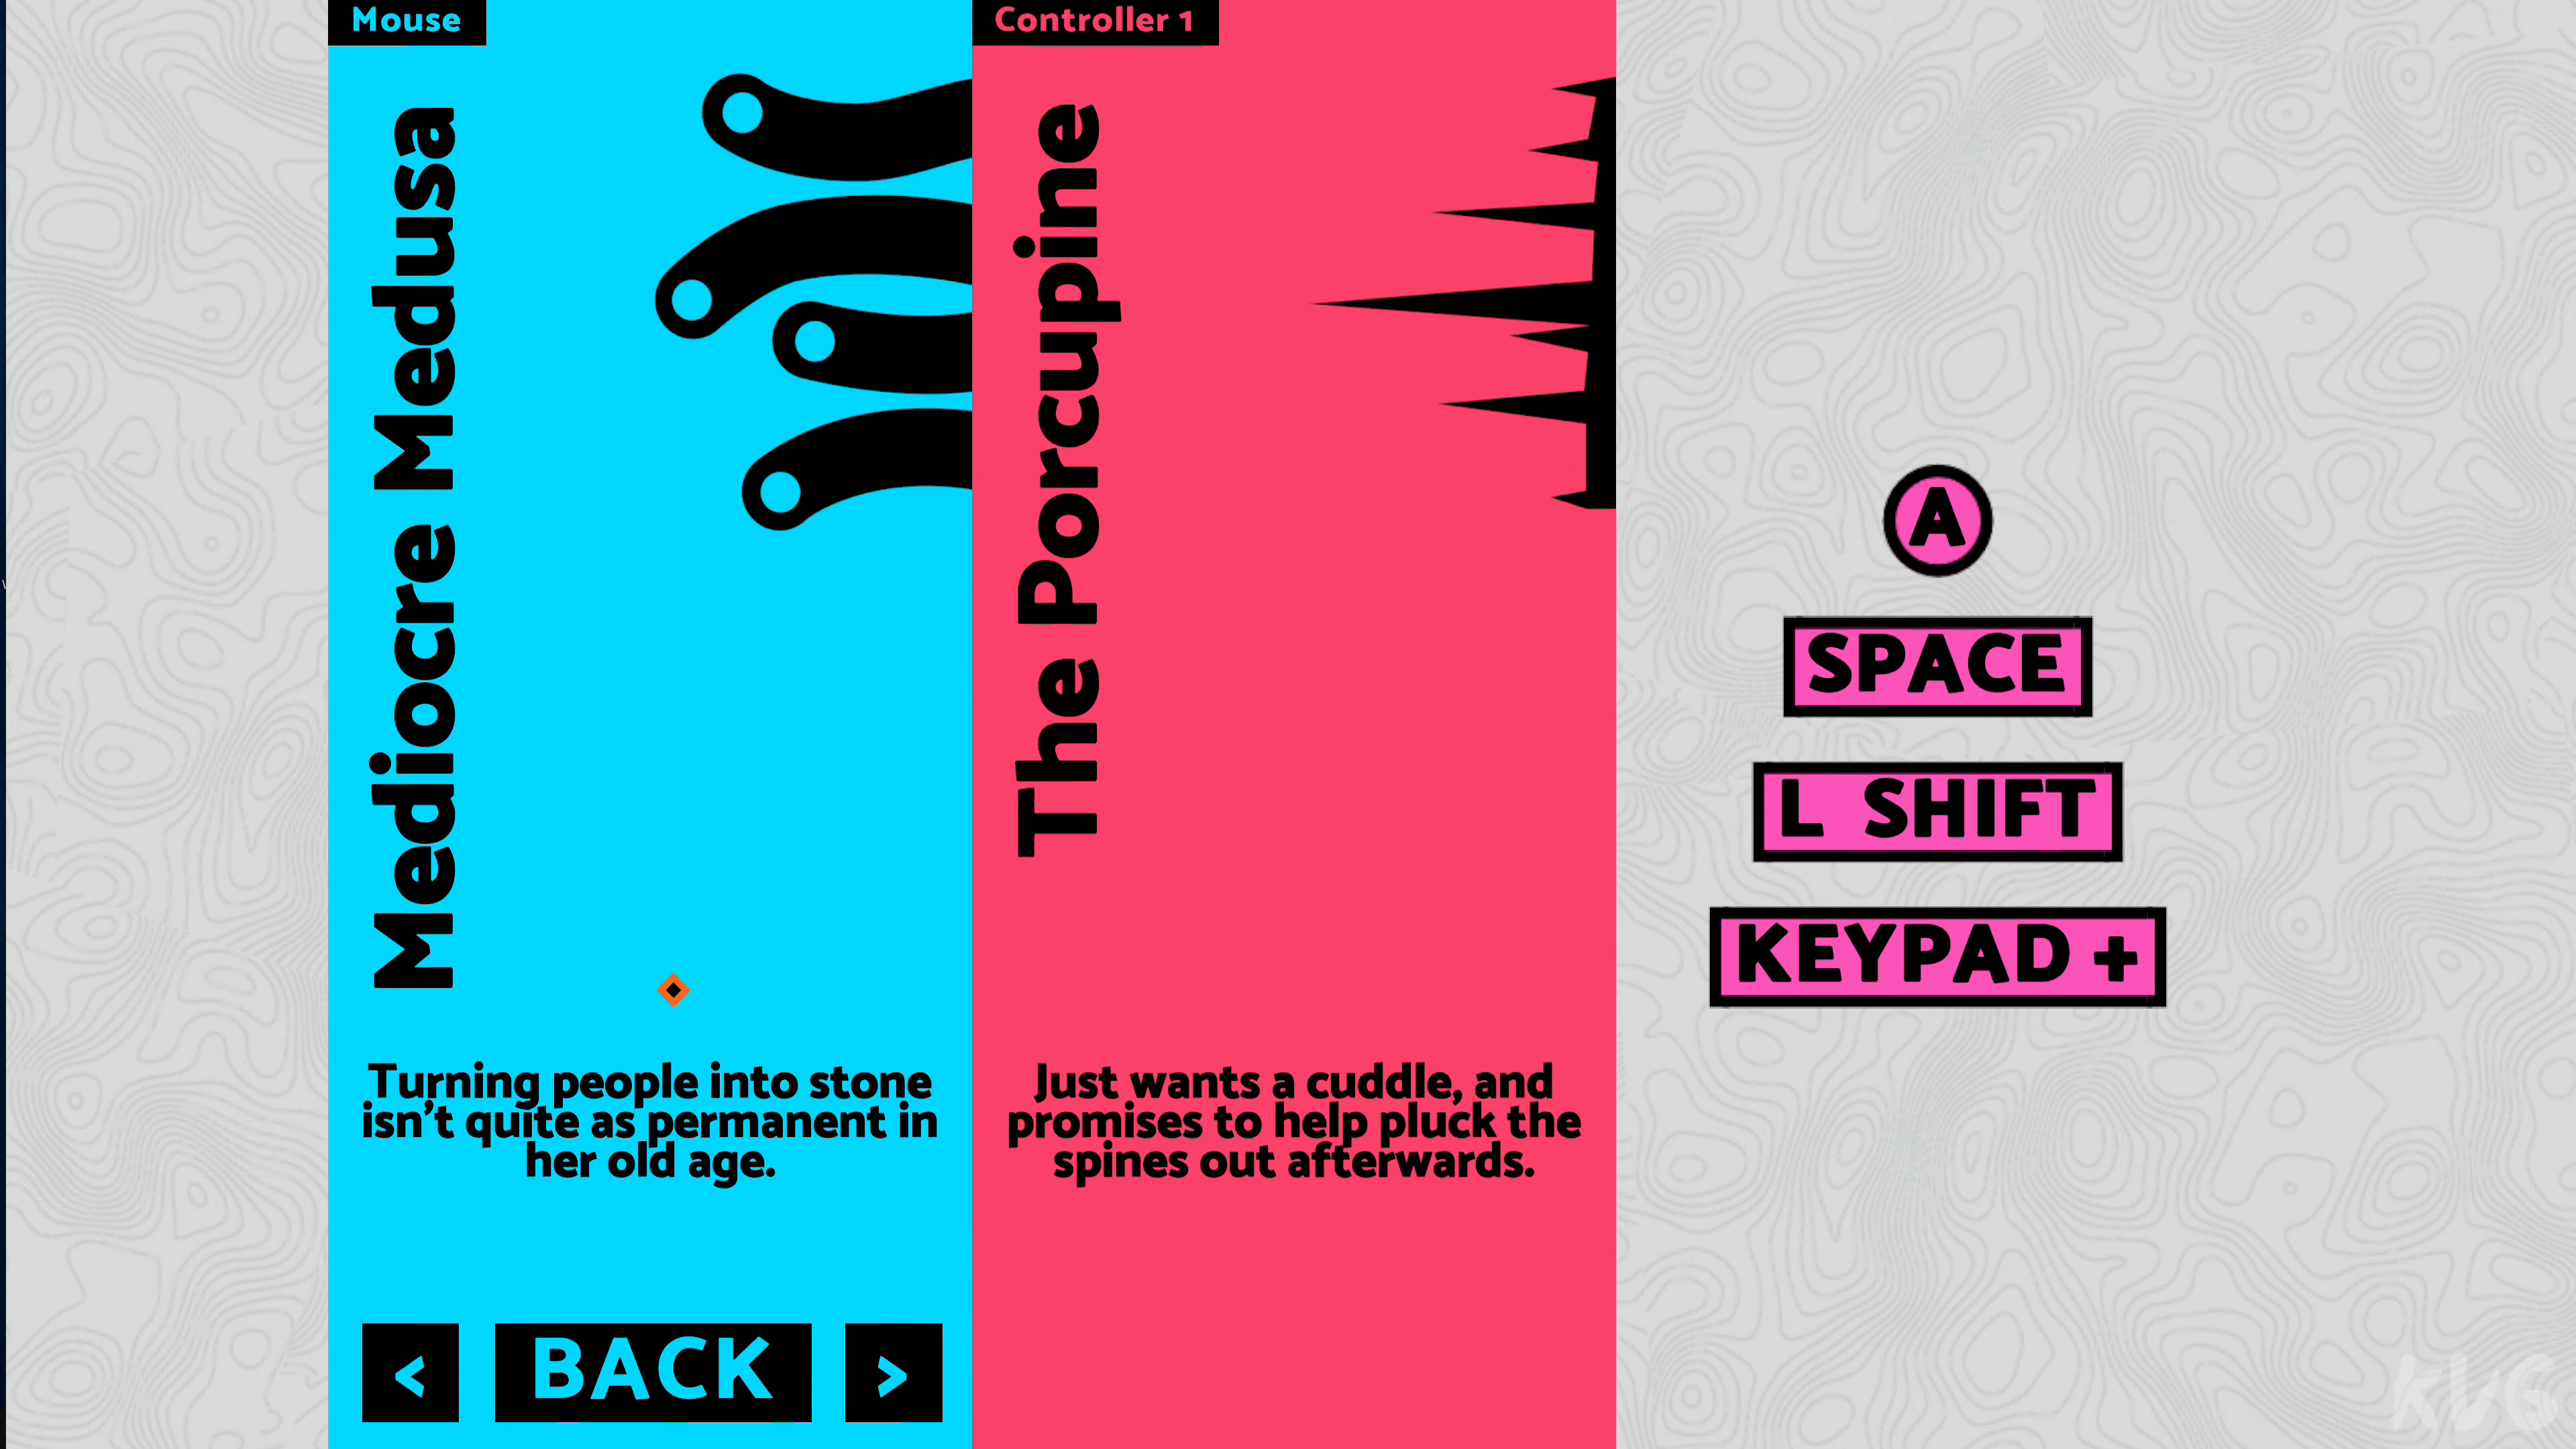 Mouse
Mediocre Medusa
Turning people into stone
isn't quite as permanent in
her old age.
< BACK >
Controller 1
The Porcupine
Just wants a cuddle, and
promises to help pluck the
spines out afterwards.
A
SPACE
L SHIFT
KEYPAD +
KVG